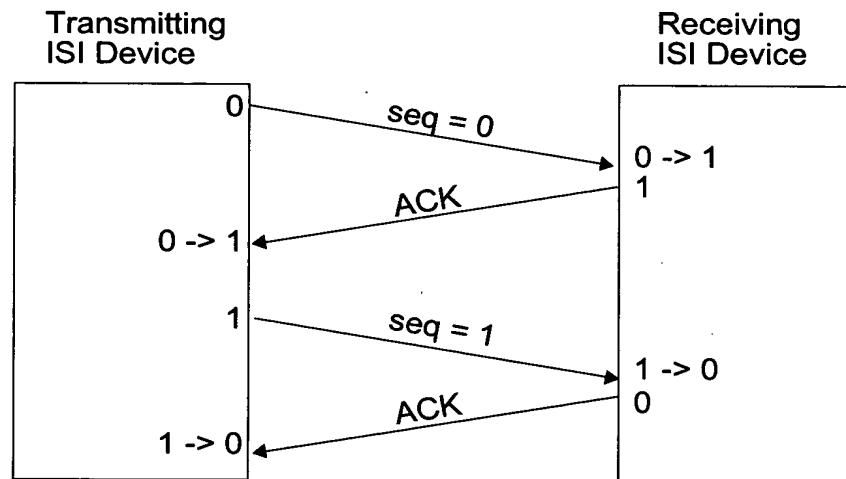 Transmitting
ISI Device
Receiving
ISI Device
0
seq = 0
0 -> 1
1
ACK
0 -> 1
1
seq = 1
1 -> 0
0
ACK
1 -> 0